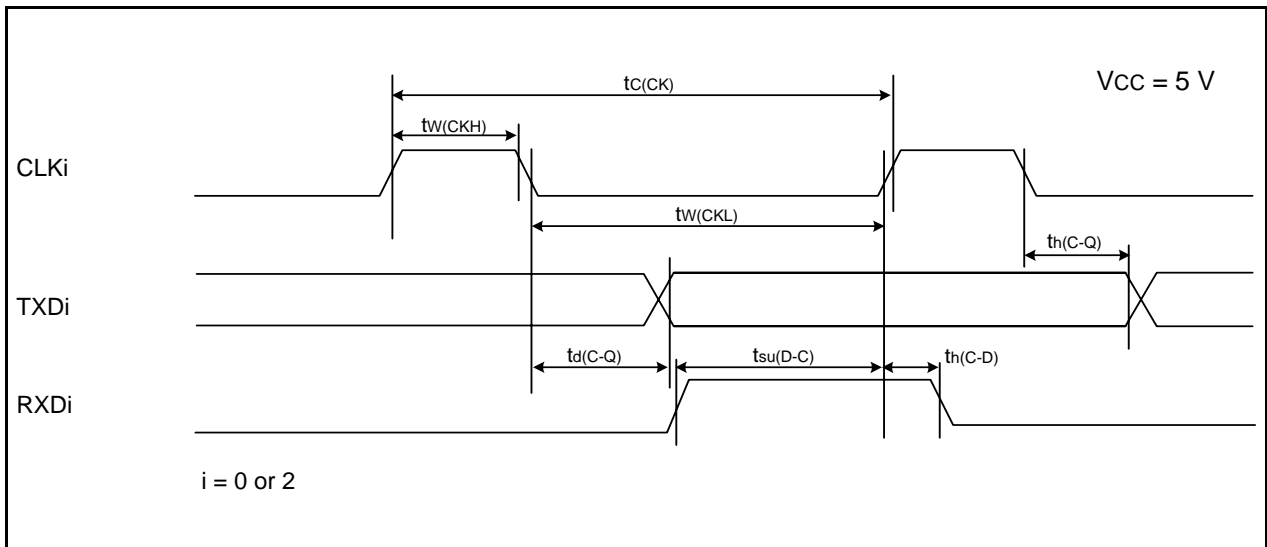 tC(CK)
VCC = 5 V
tW(CKH)
CLKi
tW(CKL)
th(C-Q)
TXDi
td(C-Q)
tsu(D-C)
th(C-D)
RXDi
i = 0 or 2